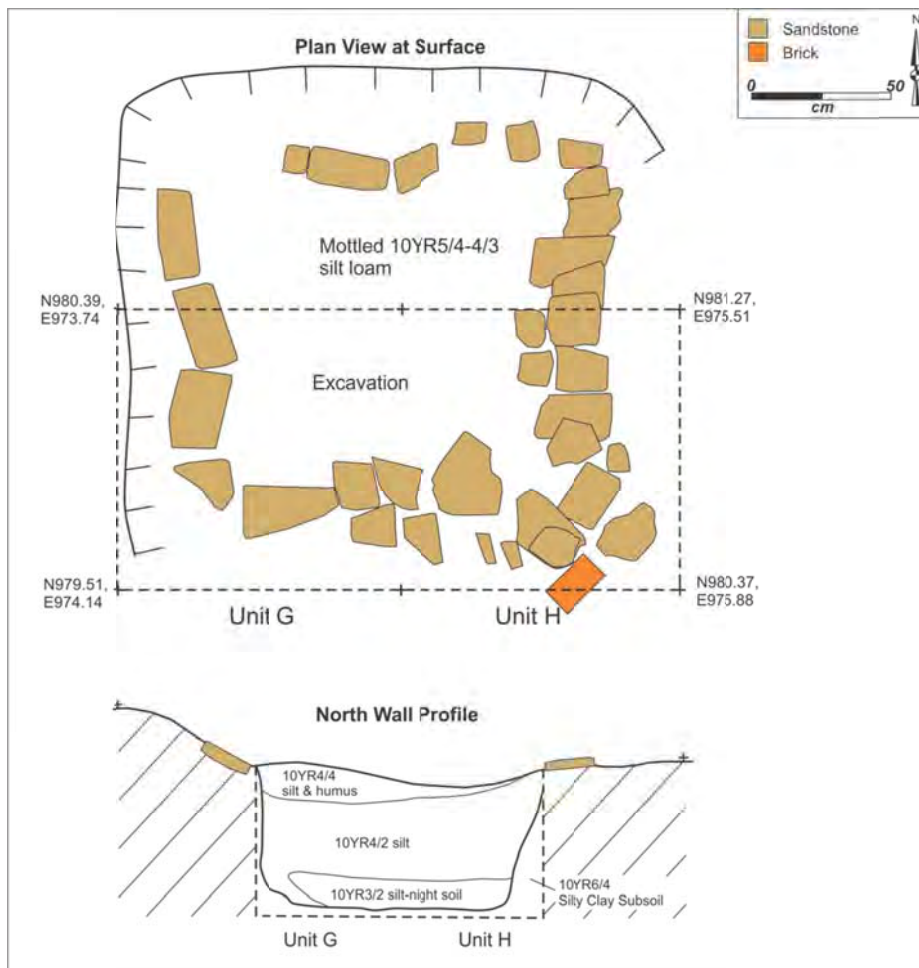 Plan View at Surface
Sandstone
Brick
N
0 50
cm
Mottled 10YR5/4-4/3
silt loam
N980.39,
E973.74
N981.27,
E975.51
Excavation
N979.51,
E974.14
N980.37,
E975.88
Unit G
Unit H
North Wall Profile
10YR4/4
silt & humus
10YR4/2 silt
10YR3/2 silt-night soil
10YR6/4
Silty Clay Subsoil
Unit G
Unit H